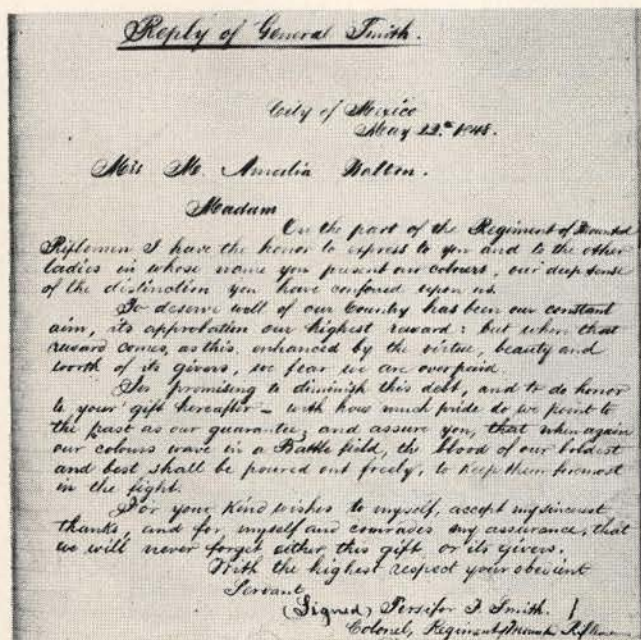 Reply of General Smith.
City of Mexico
May 22.d 1848.
Mis M. Amelia Walton.
Madam
On the part of the Regiment of Mounted
Riflemen I have the honor to express to you and to the other
ladies in whose name you present our colours, our deep sense
of the distinction you have confered upon us.
To deserve well of our Country has been our constant
aim, its approbation our highest reward: but when that
reward comes, as this, enhanced by the virtue, beauty and
worth of its givers, we fear we are overpaid.
For promising to diminish this debt, and to do honor
to your gift hereafter – with how much pride do we point to
the past as our guarantee, and assure you, that when again
our colours wave in a Battle field, the blood of our boldest
and best shall be poured out freely, to keep them foremost
in the fight.
For your kind wishes to myself, accept my sincerest
thanks, and for myself and comrades my assurance, that
we will never forget either this gift, or its givers.
With the highest respect your obedient
Servant
(Signed) Persifor F. Smith. }
Colonel, Regiment Mounted Riflemen